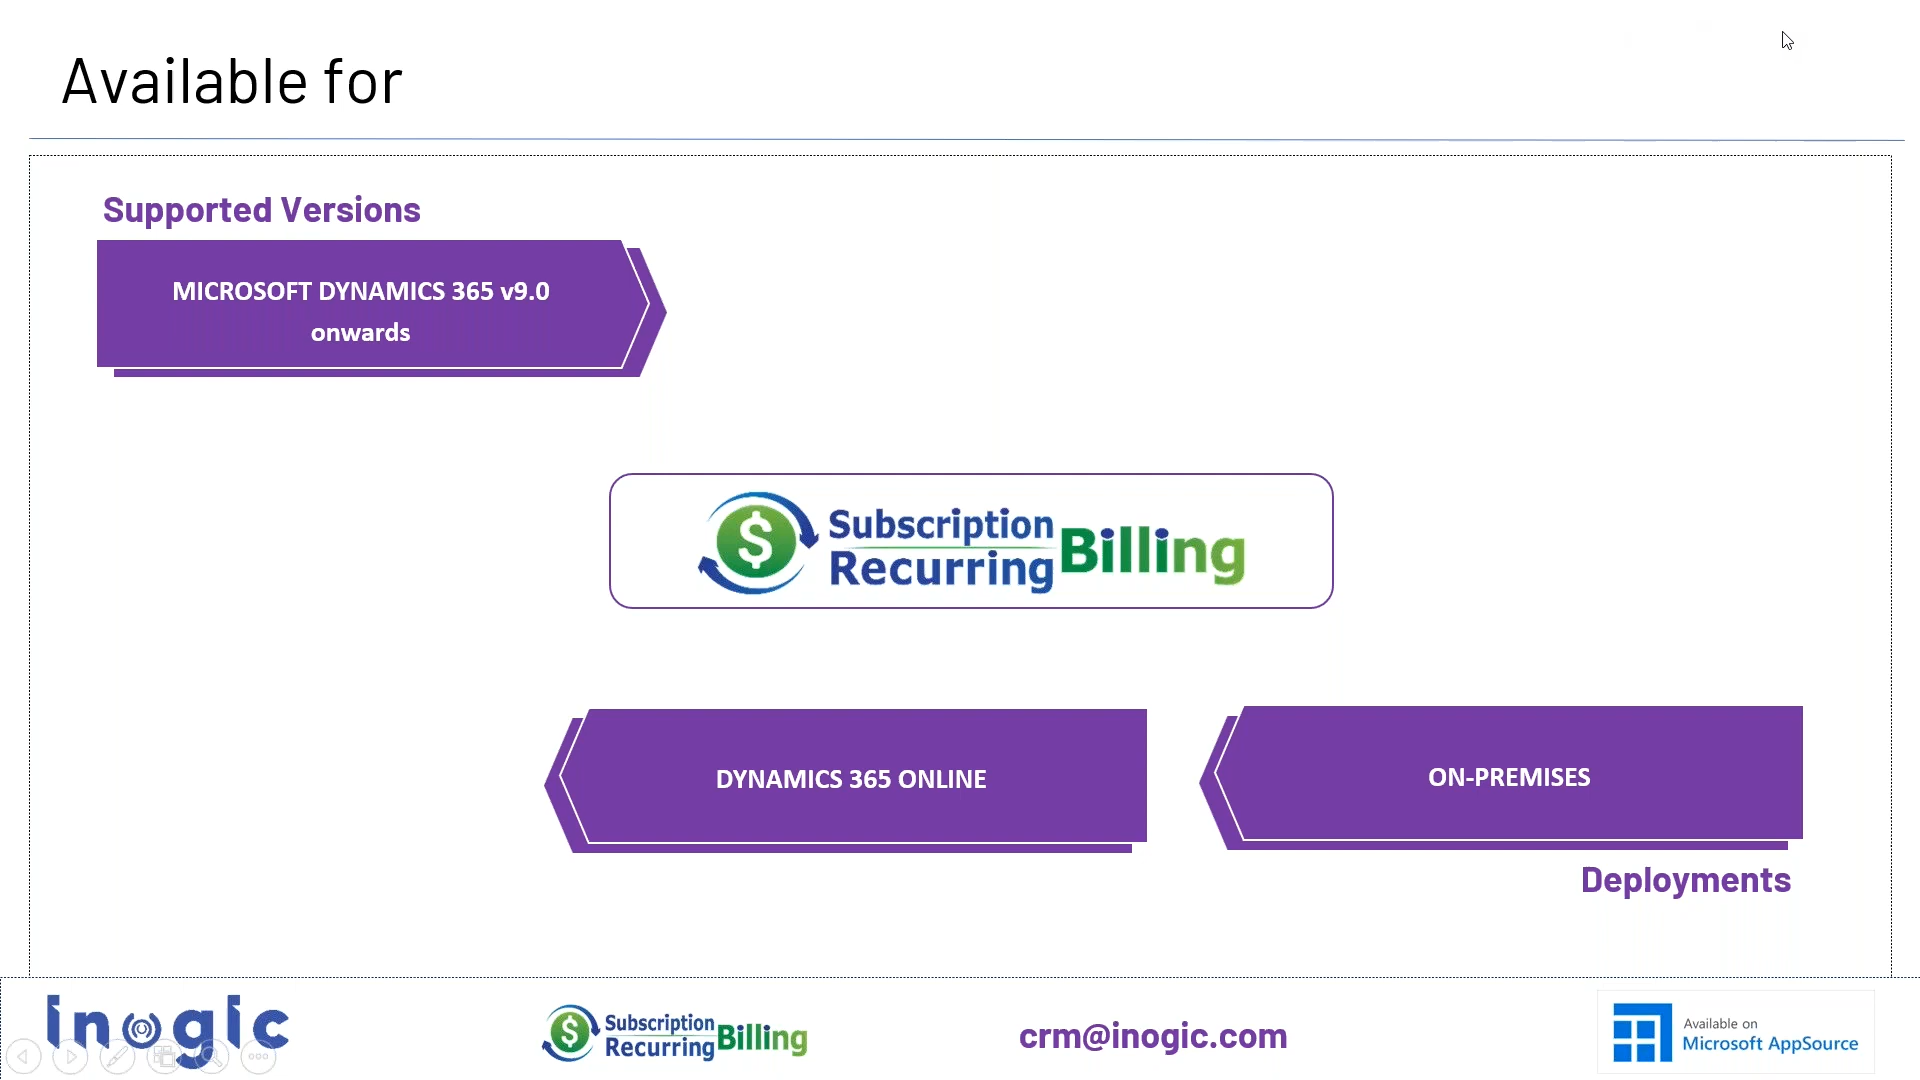 Available for
Supported Versions
MICROSOFT DYNAMICS 365 v9.0
onwards
$ Subscription
Recurring Billing
DYNAMICS 365 ONLINE
ON-PREMISES
Deployments
inogic
$ Subscription
Recurring Billing
crm@inogic.com
Available on
Microsoft AppSource